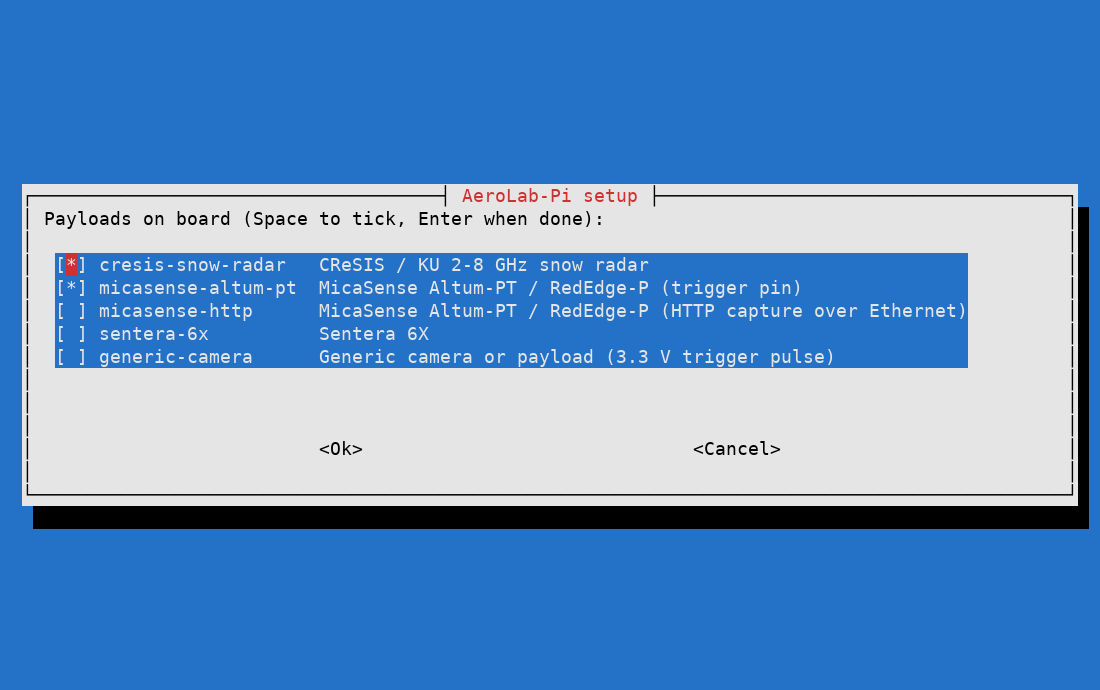 AeroLab-Pi setup
Payloads on board (Space to tick, Enter when done):
[*] cresis-snow-radar CReSIS / KU 2-8 GHz snow radar
[*] micasense-altum-pt MicaSense Altum-PT / RedEdge-P (trigger pin)
[ ] micasense-http MicaSense Altum-PT / RedEdge-P (HTTP capture over Ethernet)
[ ] sentera-6x Sentera 6X
[ ] generic-camera Generic camera or payload (3.3 V trigger pulse)
<Ok> <Cancel>